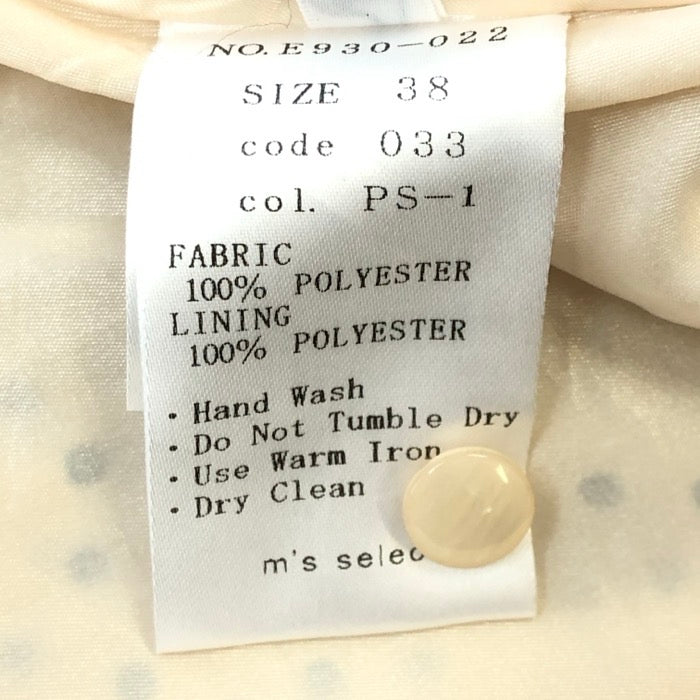 NO. E930-022
SIZE 38
code 033
col. PS-1
FABRIC
100% POLYESTER
LINING
100% POLYESTER
・Hand Wash
・Do Not Tumble Dry
・Use Warm Iron
・Dry Clean
m's